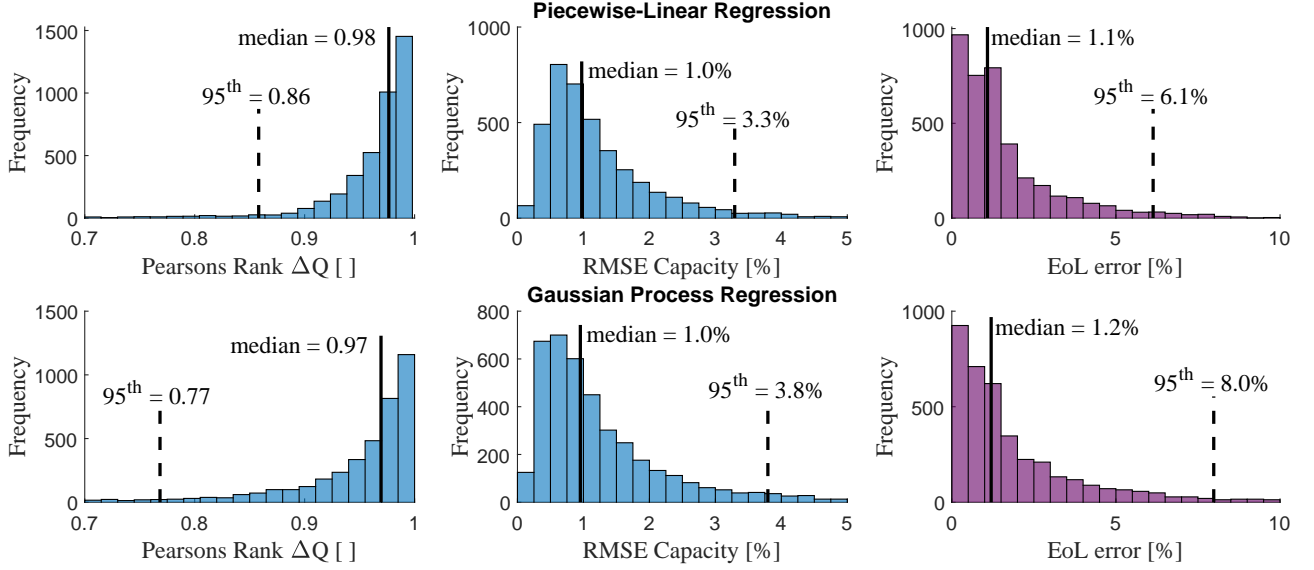 Piecewise-Linear Regression
1500
1000
500
0
Frequency
median = 0.98
95th = 0.86
0.7
0.8
0.9
1
Pearsons Rank ΔQ [ ]
1000
500
0
Frequency
median = 1.0%
95th = 3.3%
0
1
2
3
4
5
RMSE Capacity [%]
1000
500
0
Frequency
median = 1.1%
95th = 6.1%
0
5
10
EoL error [%]
Gaussian Process Regression
1500
1000
500
0
Frequency
median = 0.97
95th = 0.77
0.7
0.8
0.9
1
Pearsons Rank ΔQ [ ]
800
600
400
200
0
Frequency
median = 1.0%
95th = 3.8%
0
1
2
3
4
5
RMSE Capacity [%]
1000
500
0
Frequency
median = 1.2%
95th = 8.0%
0
5
10
EoL error [%]